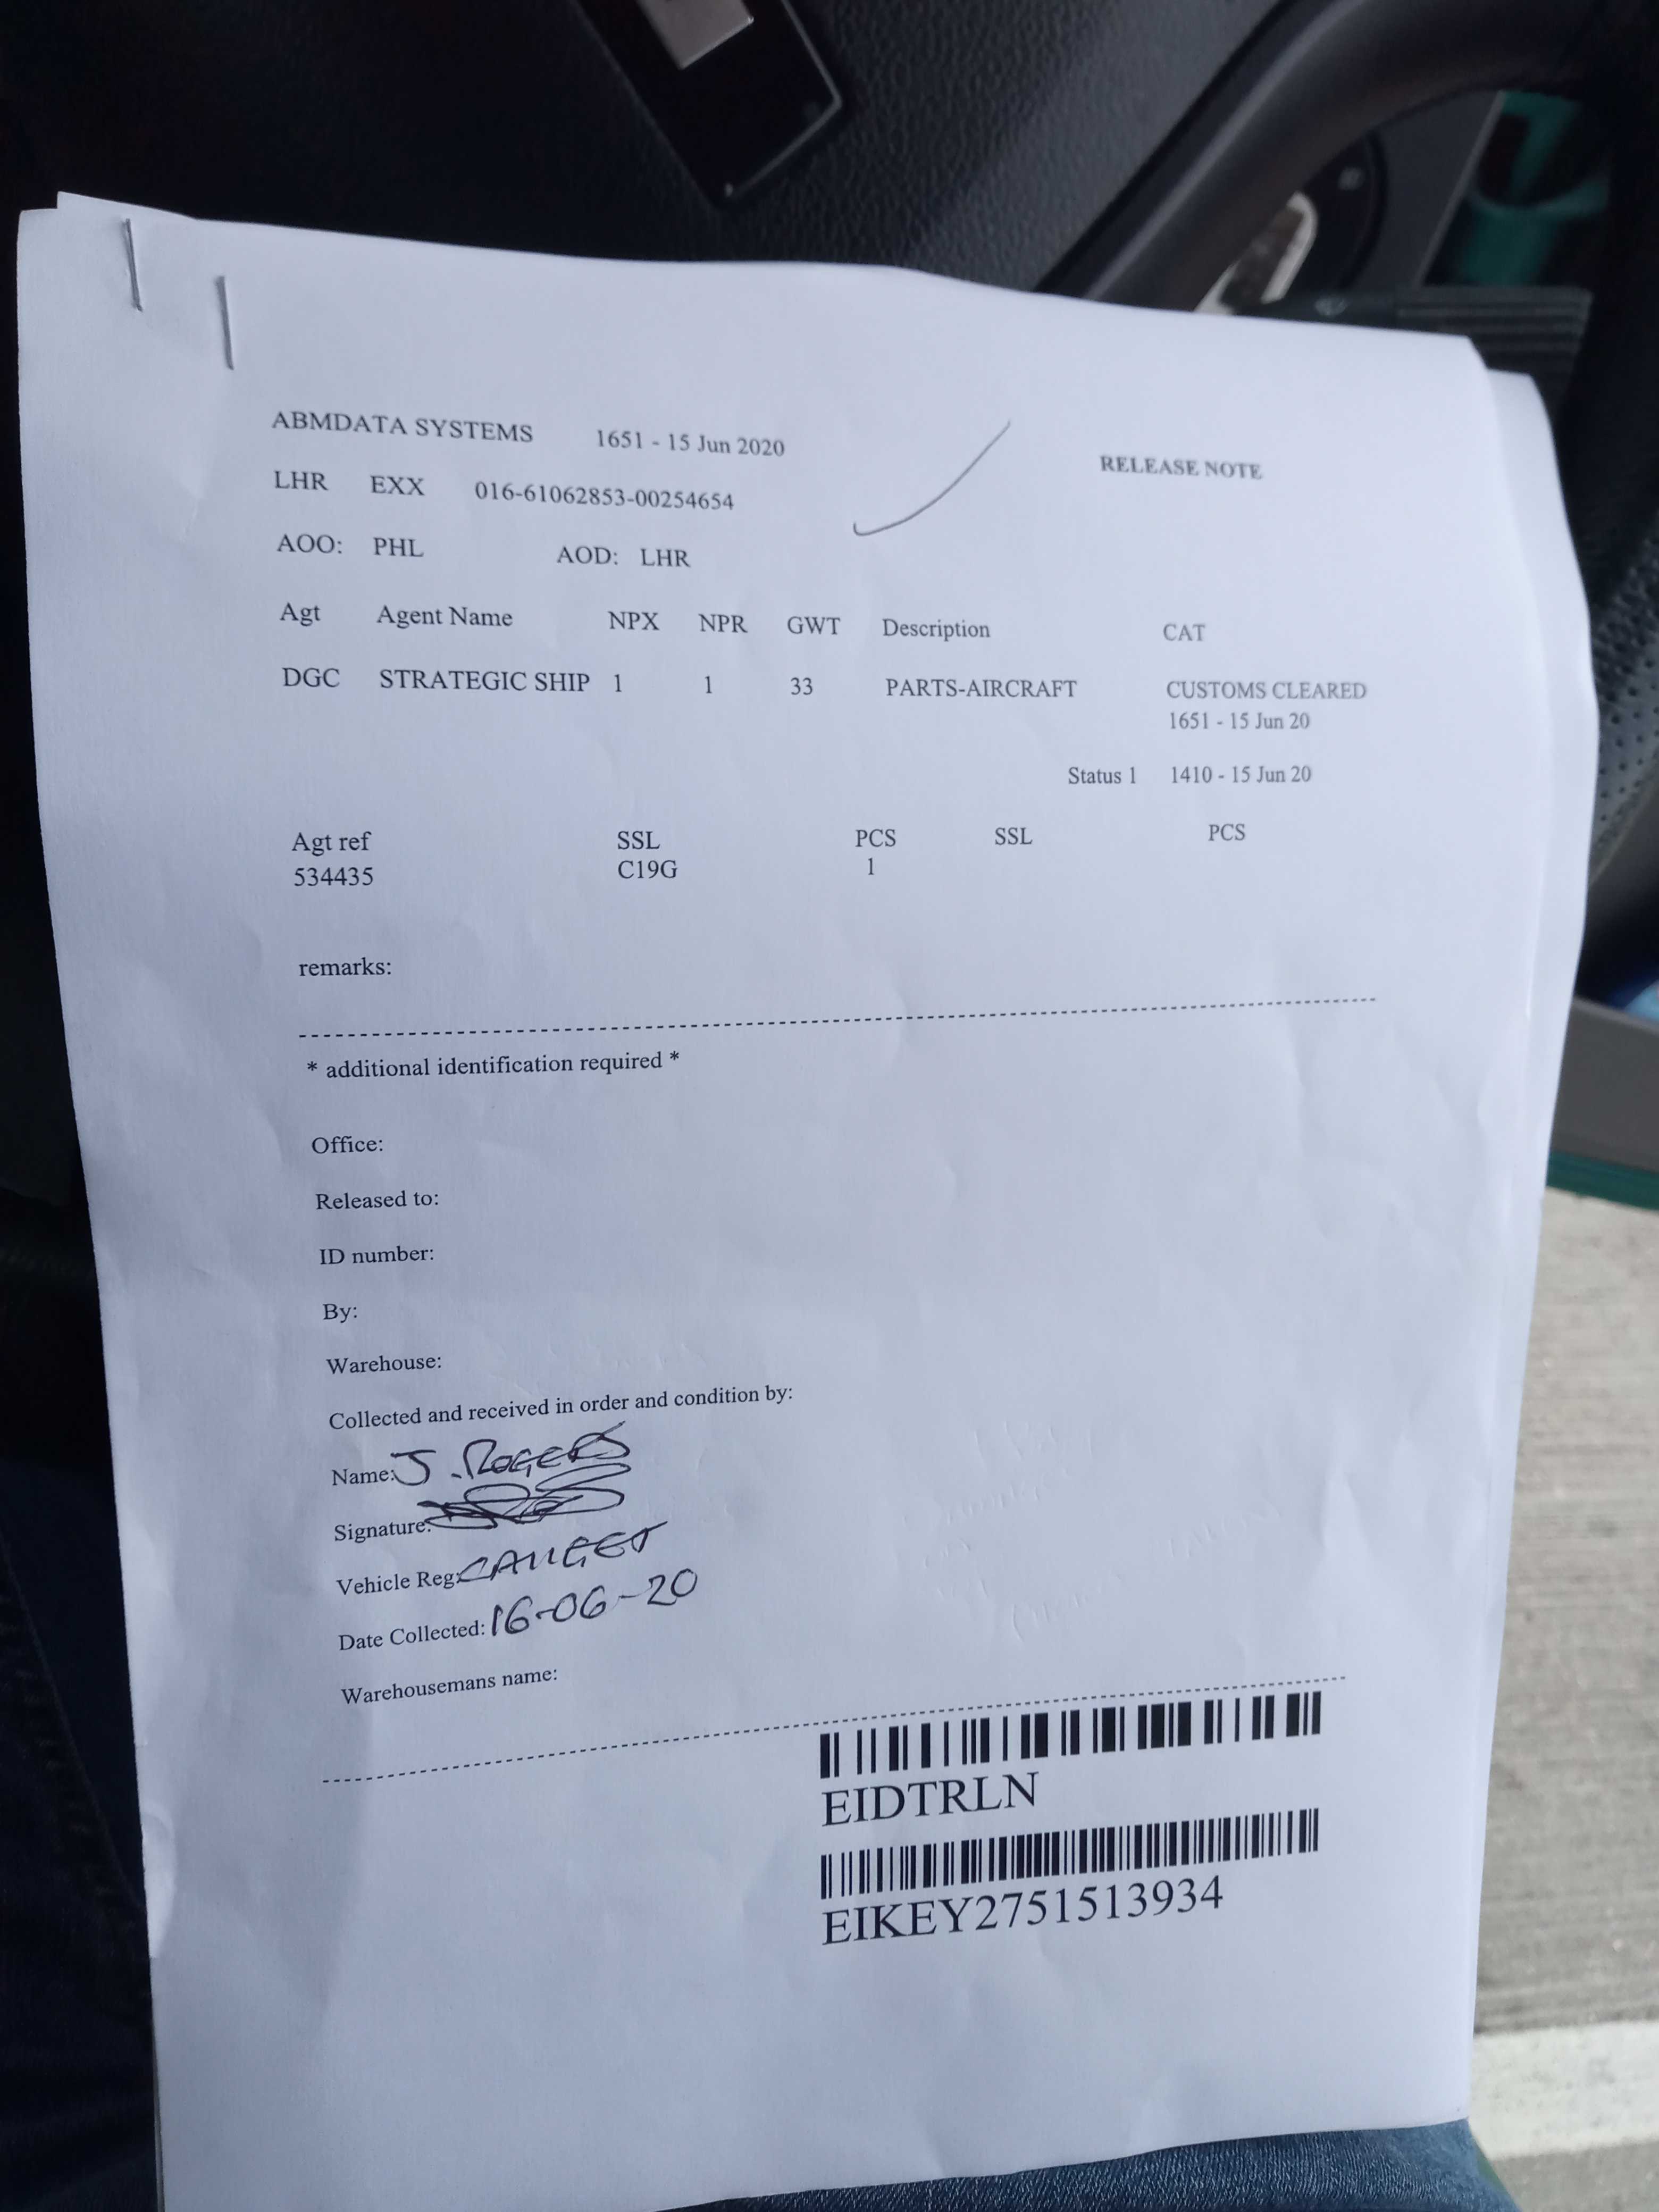 ABMDATA SYSTEMS 1651 - 15 Jun 2020
RELEASE NOTE
LHR EXX 016-61062853-00254654
AOO: PHL AOD: LHR
Agt Agent Name NPX NPR GWT Description CAT
DGC STRATEGIC SHIP 1 1 33 PARTS-AIRCRAFT CUSTOMS CLEARED
1651 - 15 Jun 20
Status 1 1410 - 15 Jun 20
Agt ref SSL PCS SSL PCS
534435 C19G 1
remarks:
* additional identification required *
Office:
Released to:
ID number:
By:
Warehouse:
Collected and received in order and condition by:
Name: J. ROGERS
Signature:
Vehicle Reg:
Date Collected: 16-06-20
Warehousemans name:
EIDTRLN
EIKEY2751513934